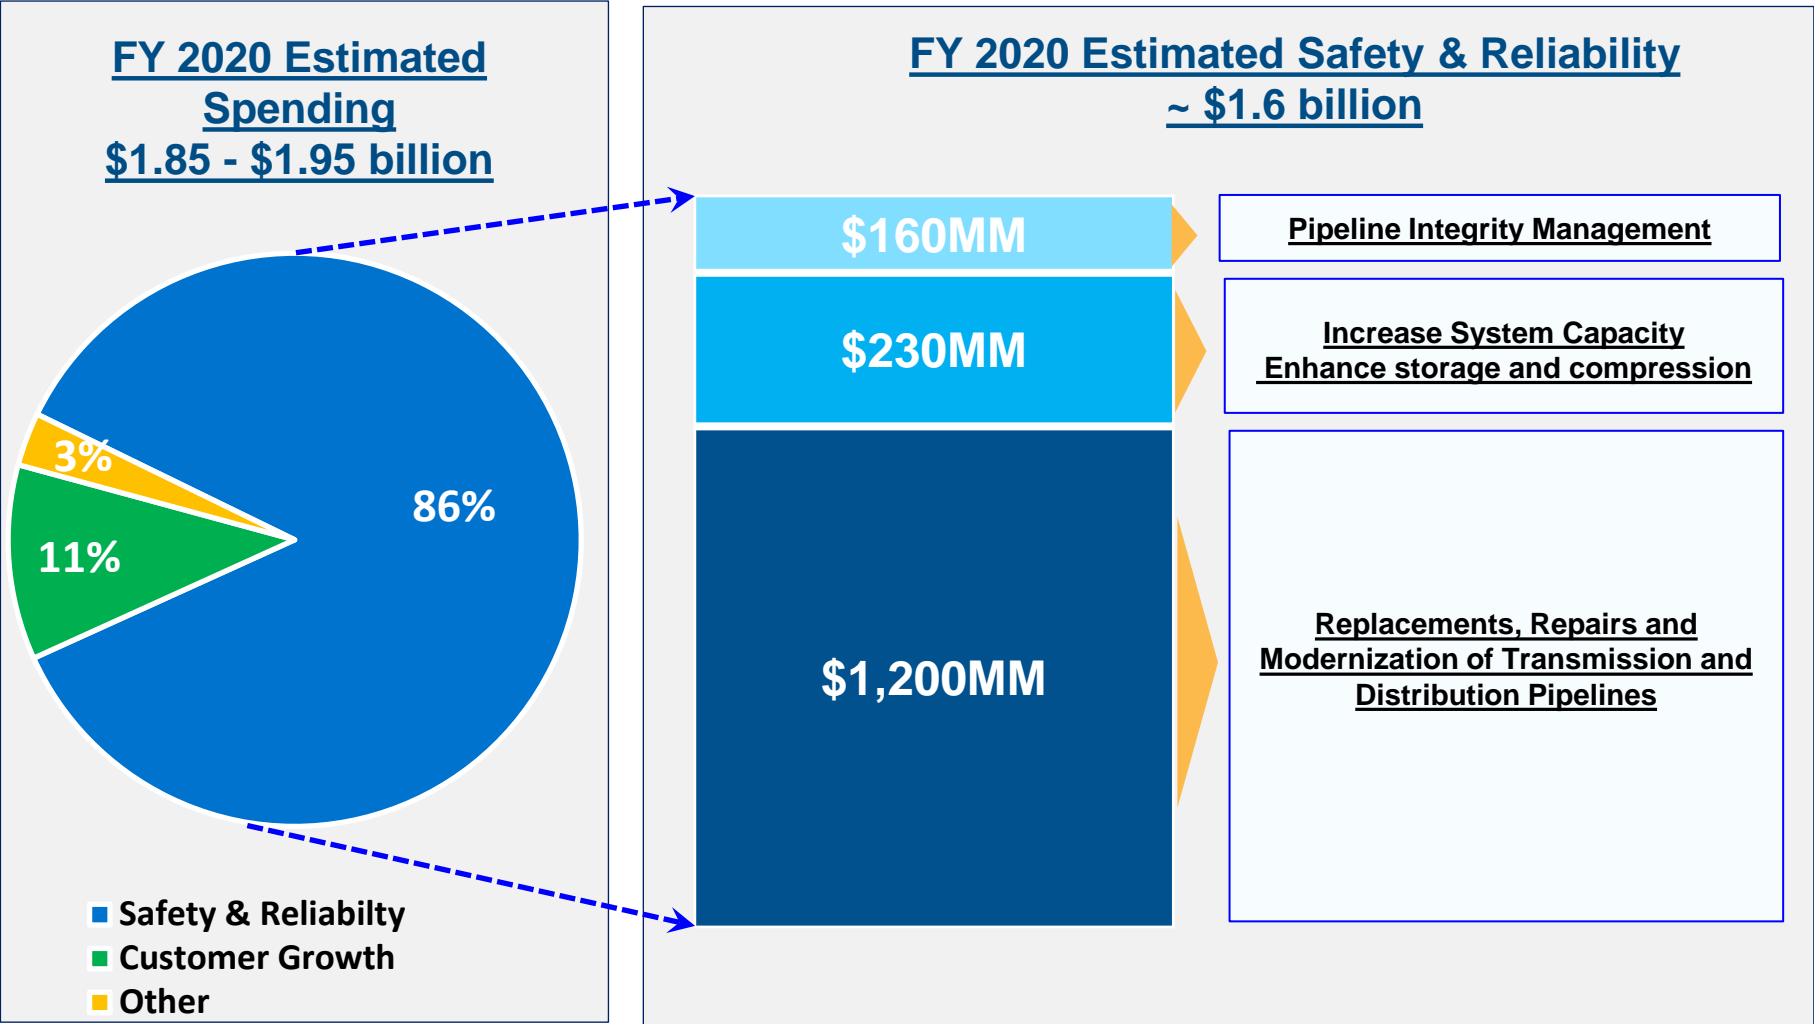 FY 2020 Estimated
Spending
$1.85 - $1.95 billion
3%
86%
11%
Safety & Reliabilty
Customer Growth
Other
FY 2020 Estimated Safety & Reliability
~ $1.6 billion
$160MM
Pipeline Integrity Management
$230MM
Increase System Capacity
Enhance storage and compression
$1,200MM
Replacements, Repairs and
Modernization of Transmission and
Distribution Pipelines